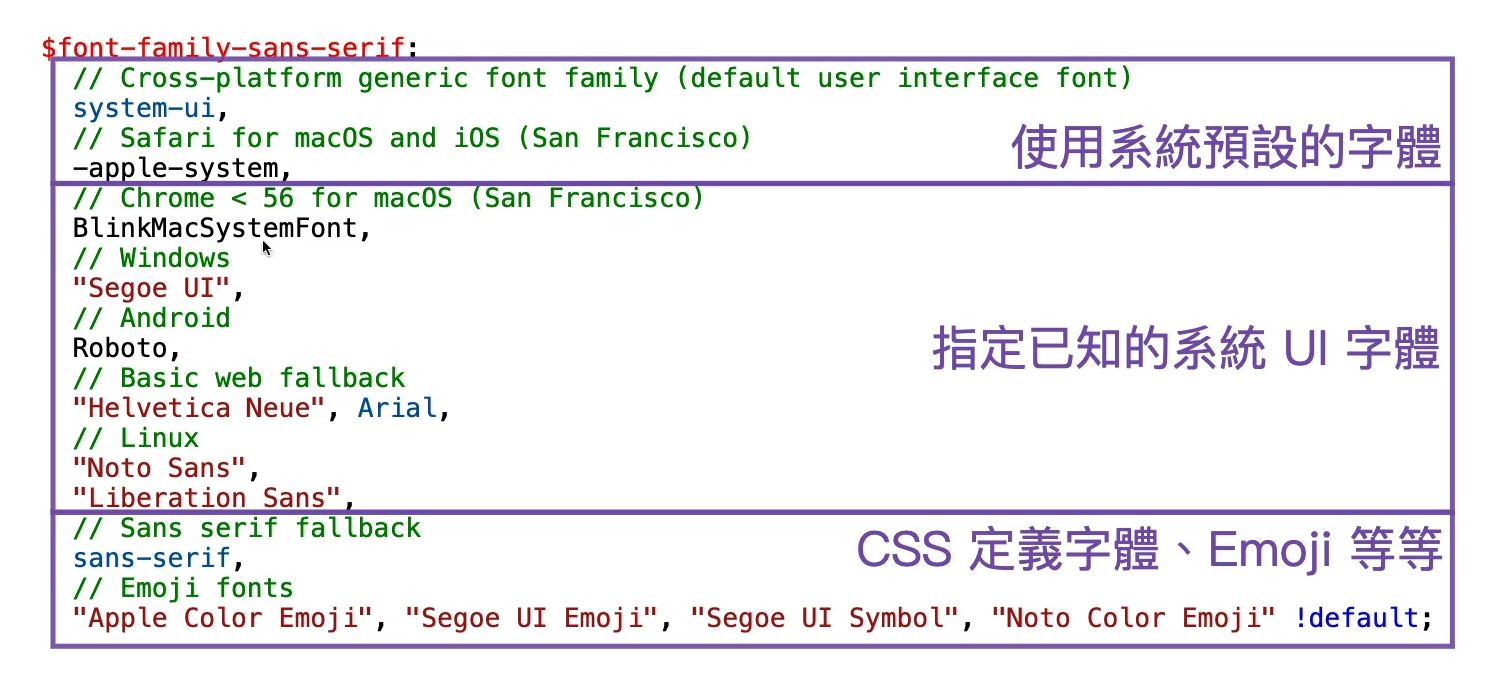 $font-family-sans-serif:
// Cross-platform generic font family (default user interface font)
system-ui,
// Safari for macOS and iOS (San Francisco)
使用系統預設的字體
-apple-system,
// Chrome < 56 for macOS (San Francisco)
BlinkMacSystemFont,
// Windows
"Segoe UI",
// Android
Roboto,
指定已知的系統 UI 字體
// Basic web fallback
"Helvetica Neue", Arial,
// Linux
"Noto Sans",
"Liberation Sans",
// Sans serif fallback
sans-serif,
CSS 定義字體、Emoji 等等
// Emoji fonts
"Apple Color Emoji", "Segoe UI Emoji", "Segoe UI Symbol", "Noto Color Emoji" !default;